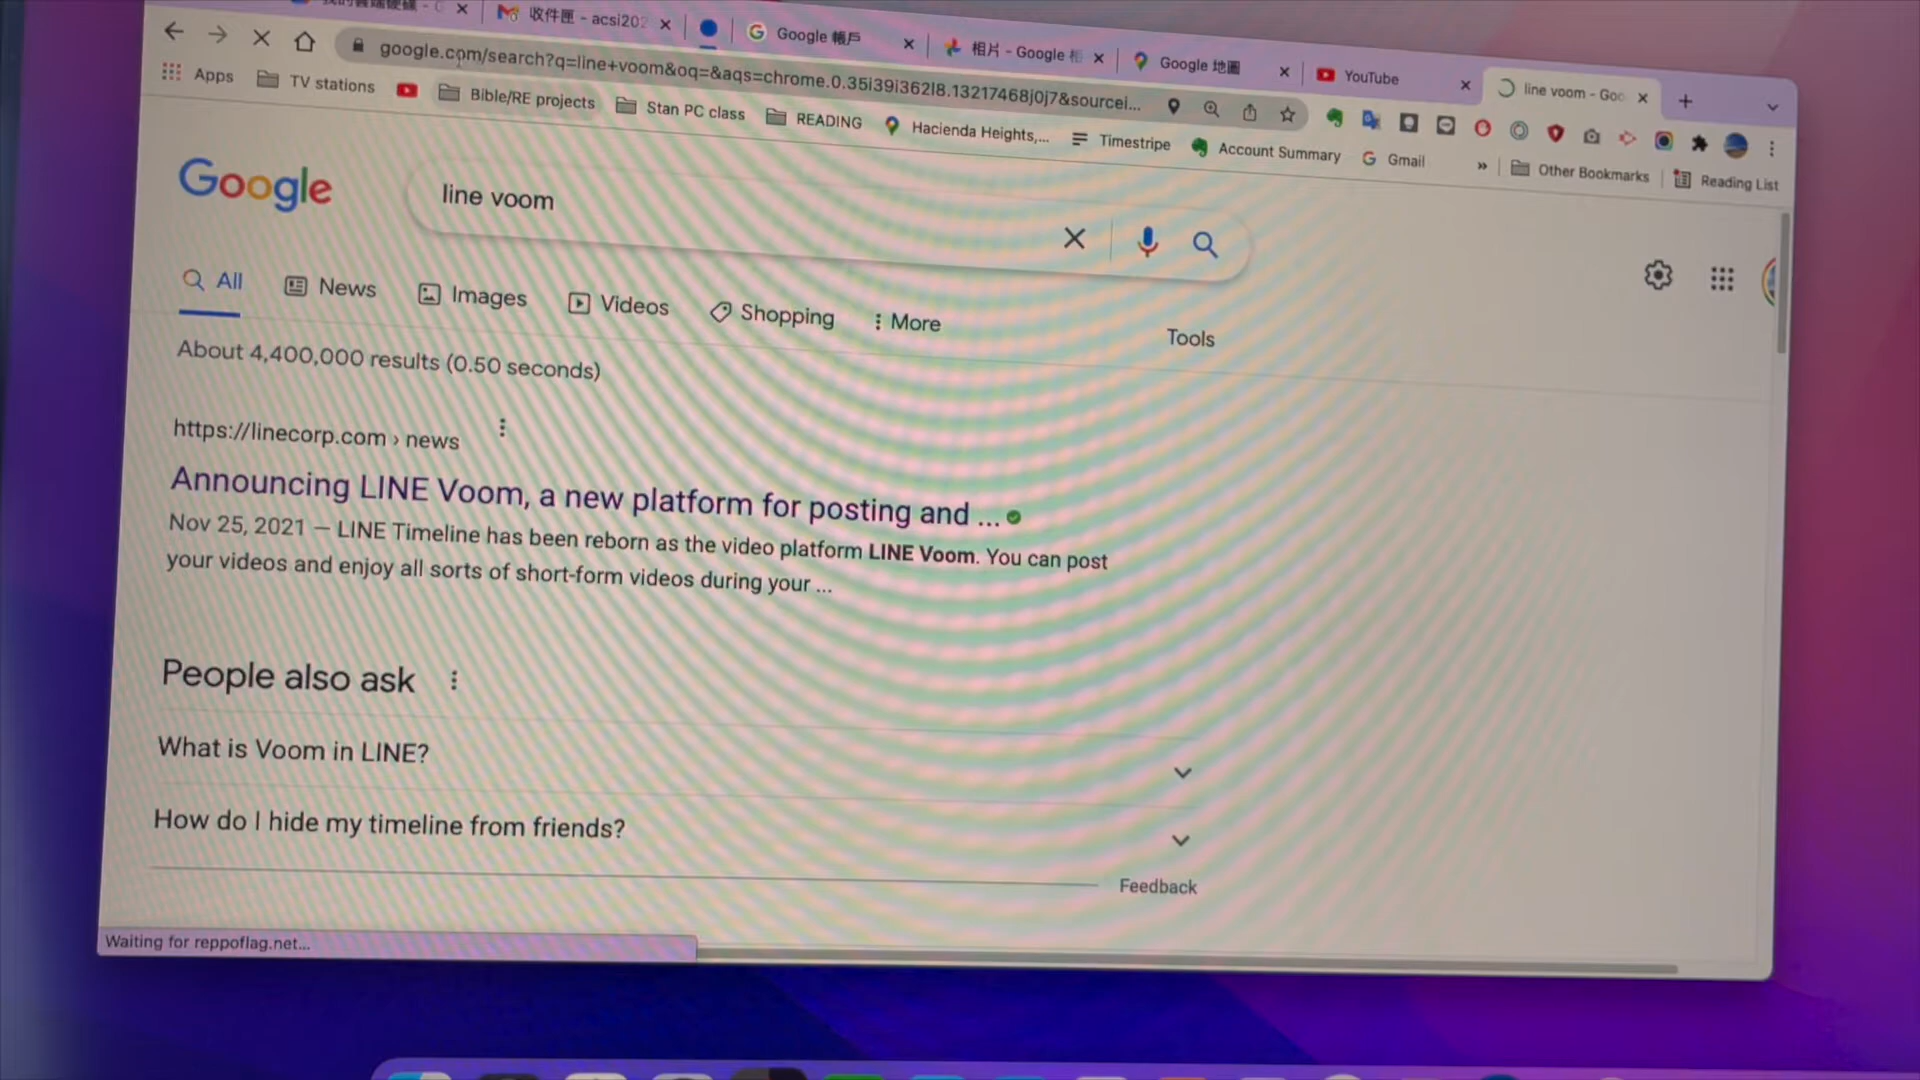 收件匣 - acsi202
Google 帳戶
相片 - Google 相
Google 地圖
YouTube
line voom - Goo
google.com/search?q=line+voom&oq=&aqs=chrome.0.35i39i362l8.13217468j0j7&sourcei...
Apps
TV stations
Bible/RE projects
Stan PC class
READING
Hacienda Heights,...
Timestripe
Account Summary
Gmail
»
Other Bookmarks
Reading List
Google
line voom
All
News
Images
Videos
Shopping
More
Tools
About 4,400,000 results (0.50 seconds)
https://linecorp.com › news
Announcing LINE Voom, a new platform for posting and ...
Nov 25, 2021 — LINE Timeline has been reborn as the video platform LINE Voom. You can post
your videos and enjoy all sorts of short-form videos during your ...
People also ask
What is Voom in LINE?
How do I hide my timeline from friends?
Feedback
Waiting for reppoflag.net...